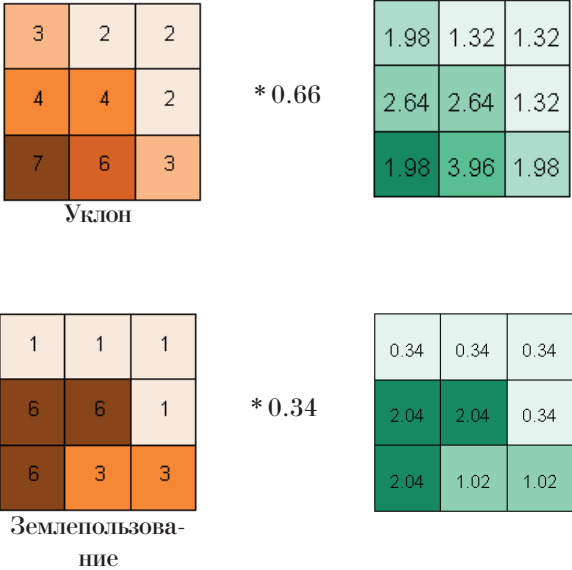 3 2 2 1.98 1.32 1.32
4 4 2 * 0.66 2.64 2.64 1.32
7 6 3 1.98 3.96 1.98
Уклон
1 1 1 0.34 0.34 0.34
6 6 1 * 0.34 2.04 2.04 0.34
6 3 3 2.04 1.02 1.02
Землепользова-
ние